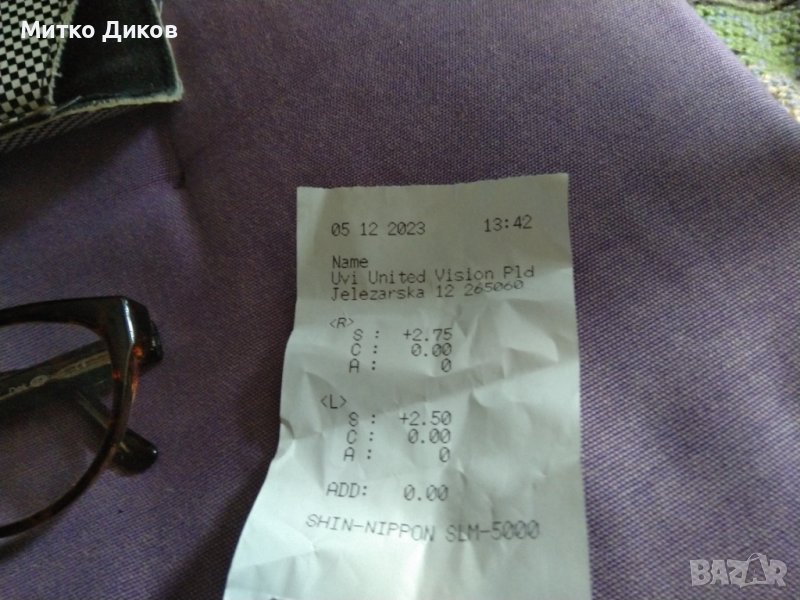 Митко Диков
05 12 2023 13:42
Name
Uvi United Vision Pld
Jelezarska 12 265060
<R>
S : +2.75
C : 0.00
A : 0
<L>
S : +2.50
C : 0.00
A : 0
ADD: 0.00
SHIN-NIPPON SLM-5000
BAZAR